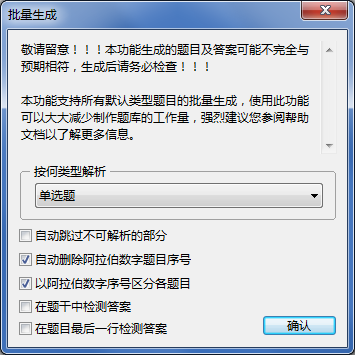 批量生成
敬请留意！！！本功能生成的题目及答案可能不完全与
预期相符，生成后请务必检查！！！
本功能支持所有默认类型题目的批量生成，使用此功能
可以大大减少制作题库的工作量，强烈建议您参阅帮助
文档以了解更多信息。
按何类型解析
单选题
自动跳过不可解析的部分
自动删除阿拉伯数字题目序号
以阿拉伯数字序号区分各题目
在题干中检测答案
在题目最后一行检测答案
确认